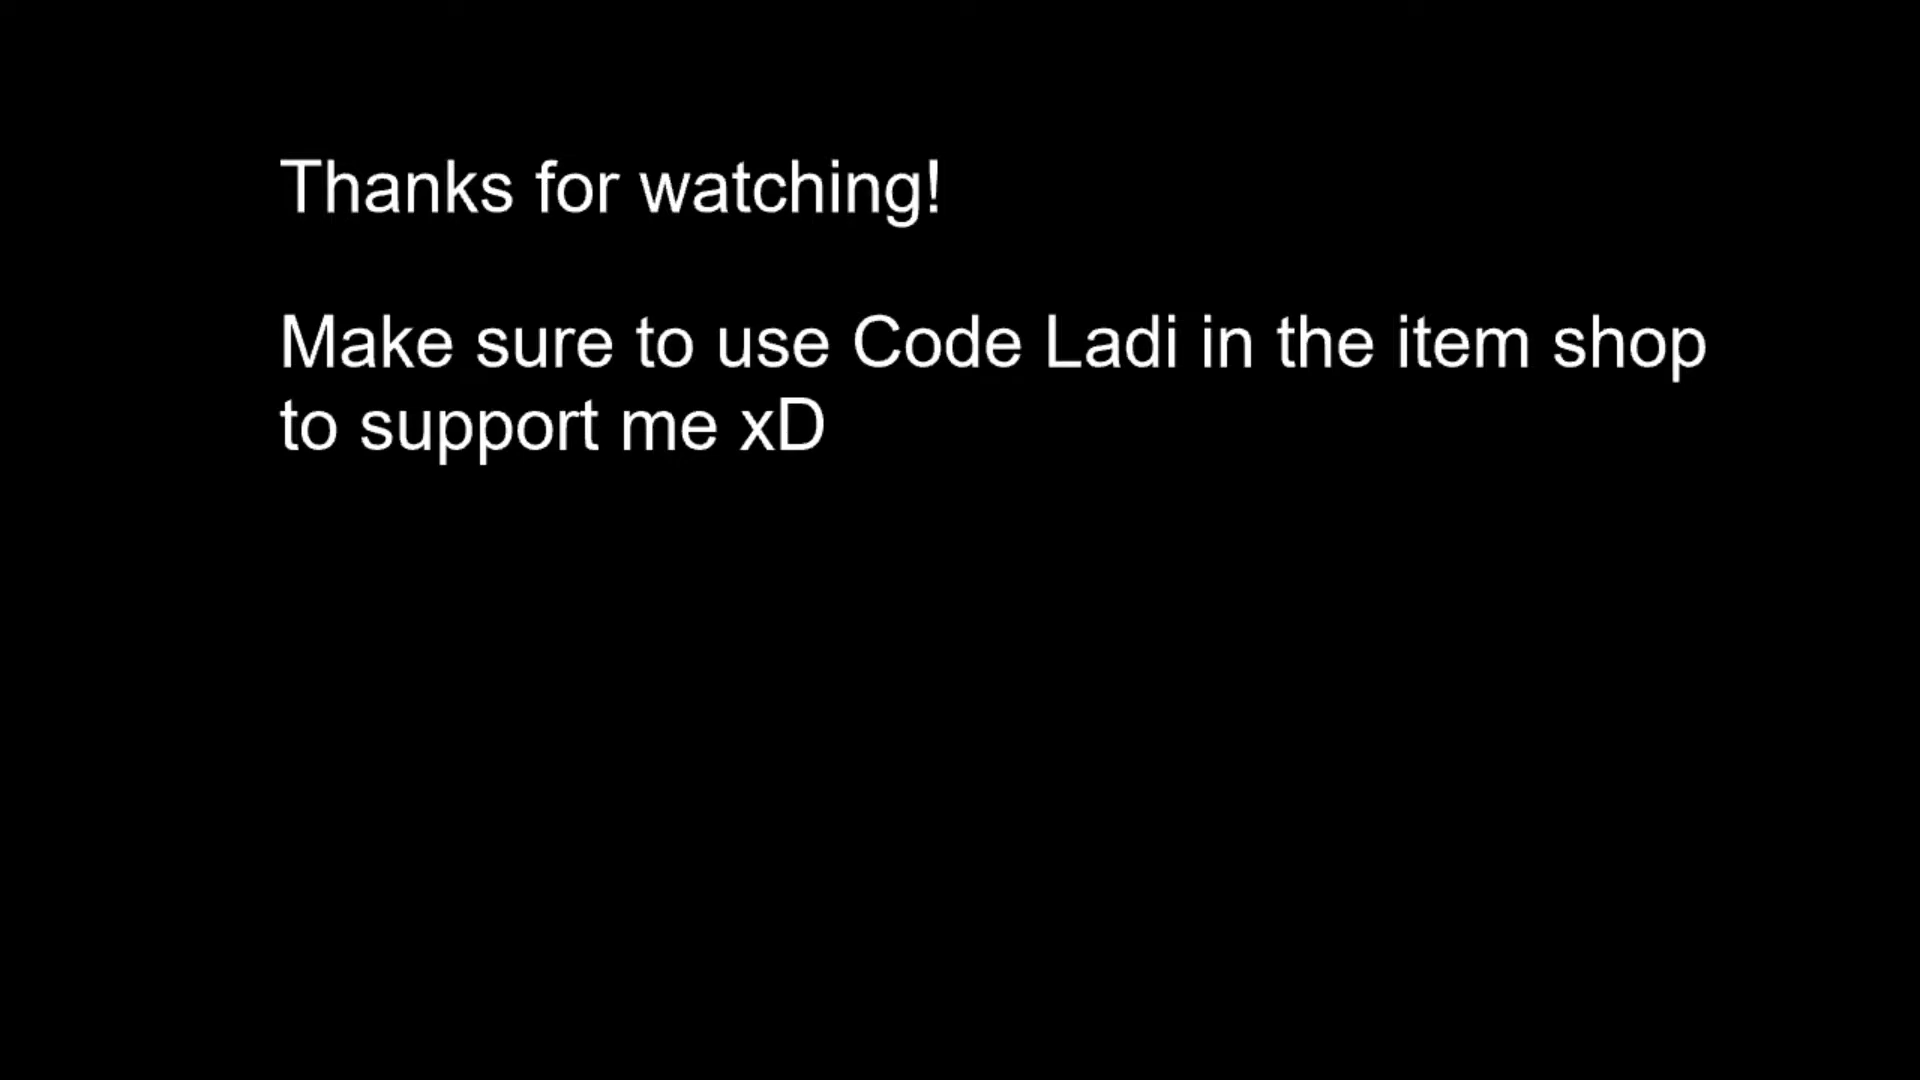 Thanks for watching!
Make sure to use Code Ladi in the item shop
to support me xD